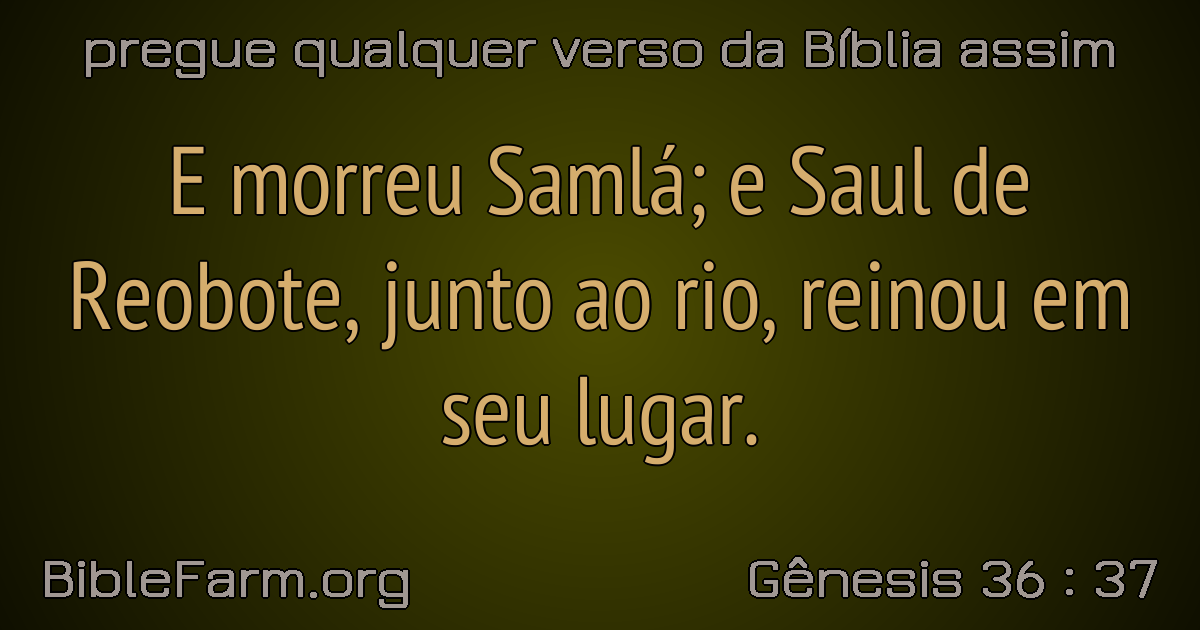 pregue qualquer verso da Bíblia assim
E morreu Samlá; e Saul de
Reobote, junto ao rio, reinou em
seu lugar.
BibleFarm.org
Gênesis 36 : 37